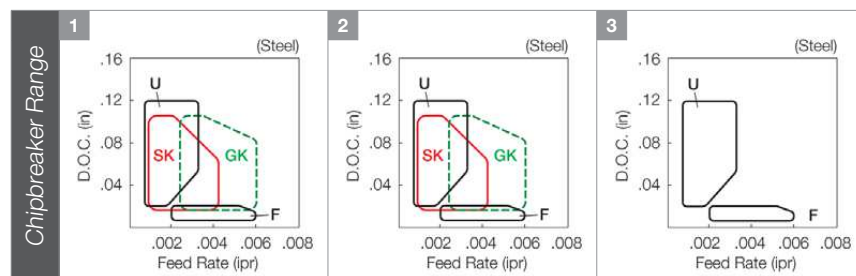 Chipbreaker Range
1
(Steel)
D.O.C. (in)
.16
.12
.08
.04
U
SK
GK
F
.002 .004 .006 .008
Feed Rate (ipr)
2
(Steel)
D.O.C. (in)
.16
.12
.08
.04
U
SK
GK
F
.002 .004 .006 .008
Feed Rate (ipr)
3
(Steel)
D.O.C. (in)
.16
.12
.08
.04
U
F
.002 .004 .006 .008
Feed Rate (ipr)